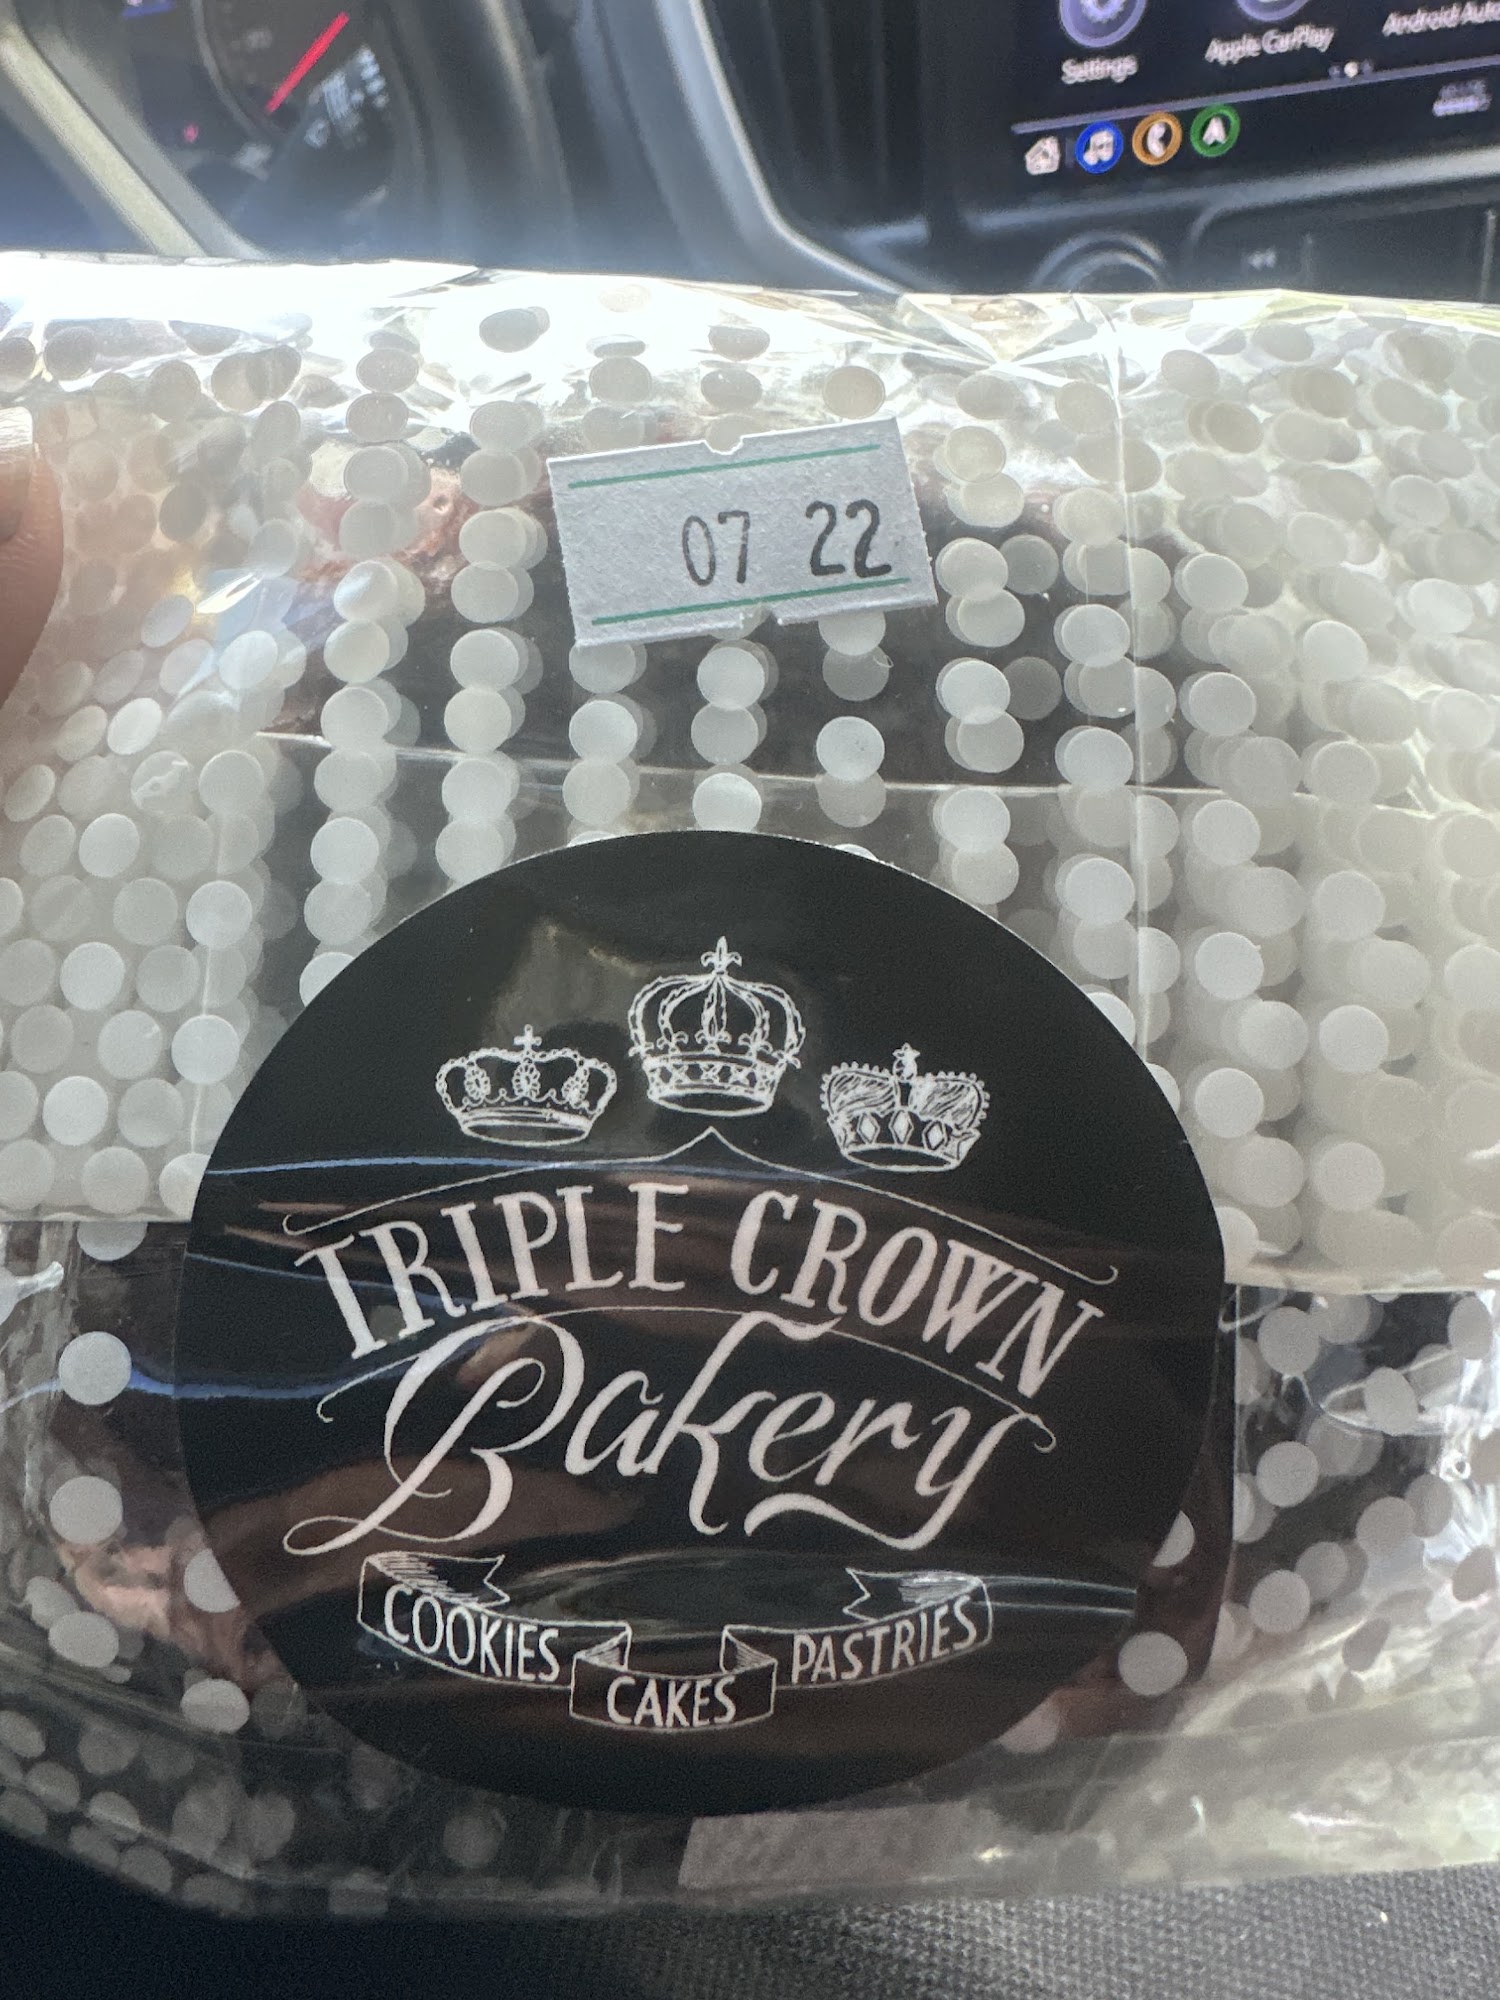 Settings
Apple CarPlay
Android Auto
07 22
TRIPLE CROWN
Bakery
COOKIES
CAKES
PASTRIES